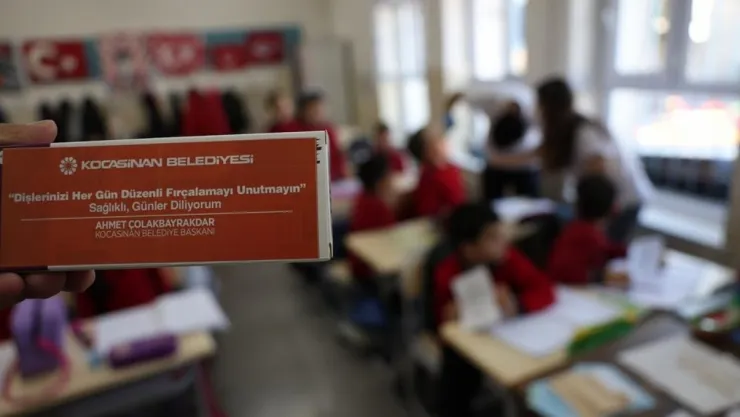 KOCASİNAN BELEDİYESİ
"Dişlerinizi Her Gün Düzenli Fırçalamayı Unutmayın"
Sağlıklı, Günler Diliyorum
AHMET ÇOLAKBAYRAKDAR
KOCASİNAN BELEDİYE BAŞKANI